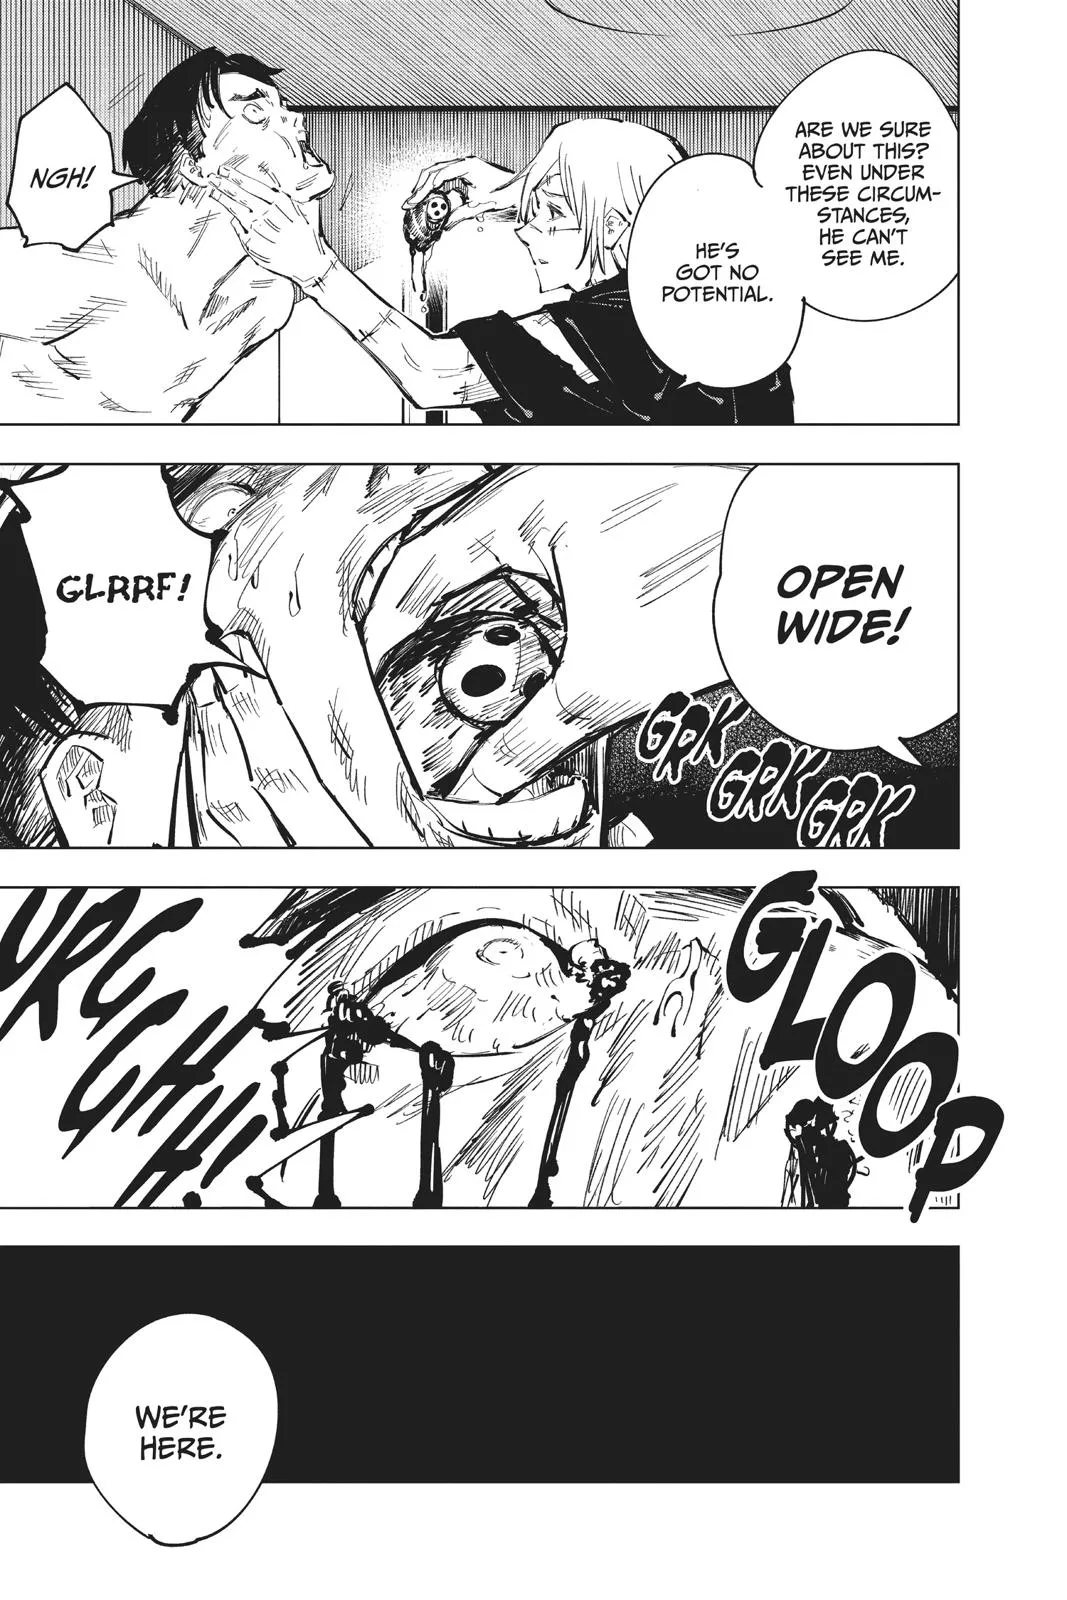 ARE WE SURE
ABOUT THIS?
EVEN UNDER
THESE CIRCUM-
STANCES,
HE CAN'T
SEE ME.
HE'S
GOT NO
POTENTIAL.
NGH!
OPEN
WIDE!
GLRRF!
GRK
GRK
GRK
GLOOP
URGGHH!
WE'RE
HERE.